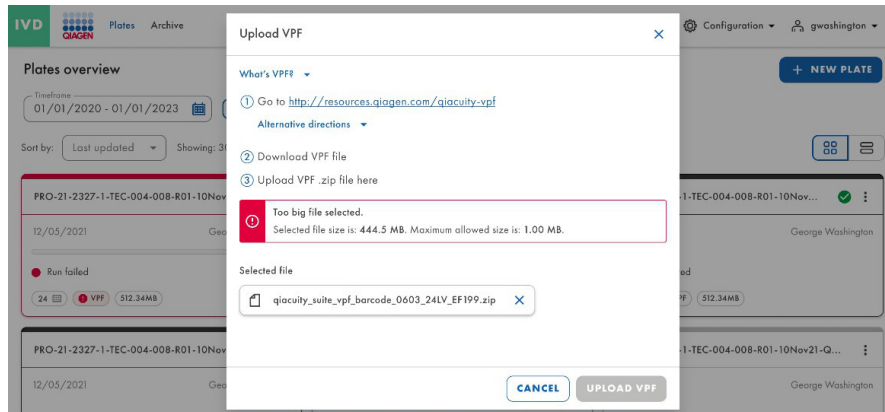 IVD
QIAGEN
Plates
Archive
Configuration
gwashington
Plates overview
+ NEW PLATE
Timeframe
01/01/2020 - 01/01/2023
Sort by:
Last updated
Showing:
Upload VPF
What's VPF?
1 Go to http://resources.qiagen.com/qiacuity-vpf
Alternative directions
2 Download VPF file
3 Upload VPF .zip file here
Too big file selected.
Selected file size is: 444.5 MB. Maximum allowed size is: 1.00 MB.
Selected file
qiacuity_suite_vpf_barcode_0603_24LV_EF199.zip
CANCEL
UPLOAD VPF
PRO-21-2327-1-TEC-004-008-R01-10Nov
12/05/2021
Geo
Run failed
24
VPF
512.34MB
-1-TEC-004-008-R01-10Nov...
George Washington
512.34MB
PRO-21-2327-1-TEC-004-008-R01-10Nov
12/05/2021
Geo
-1-TEC-004-008-R01-10Nov21-Q...
George Washington